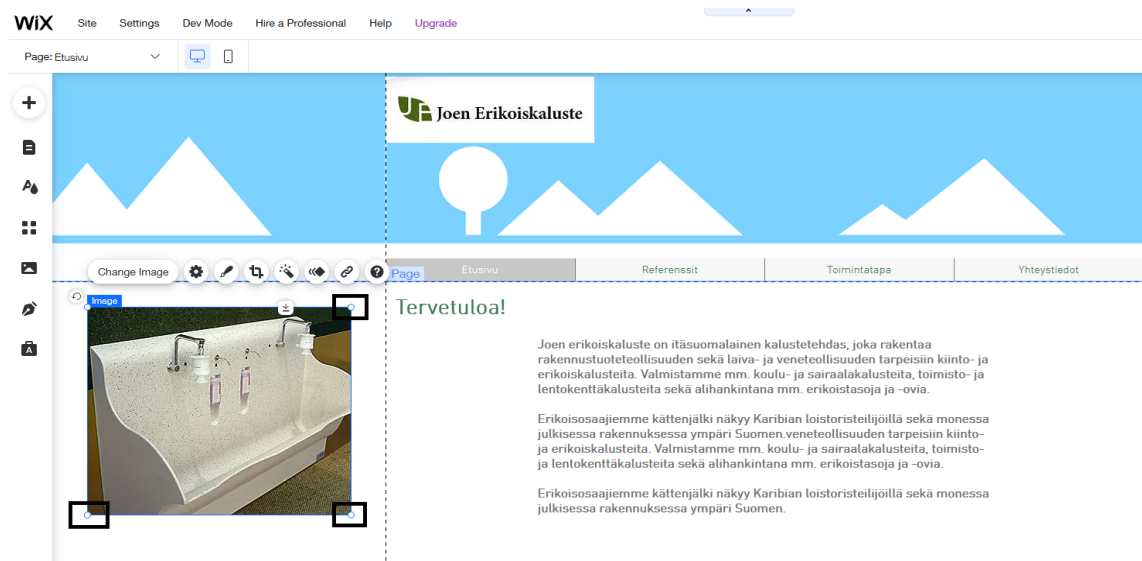 WiX Site Settings Dev Mode Hire a Professional Help Upgrade
Page: Etusivu
Joen Erikoiskaluste
Change Image
Page Etusivu Referenssit Toimintatapa Yhteystiedot
Image
Tervetuloa!
Joen erikoiskaluste on itäsuomalainen kalustetehdas, joka rakentaa
rakennustuoteteollisuuden sekä laiva- ja veneteollisuuden tarpeisiin kiinto- ja
erikoiskalusteita. Valmistamme mm. koulu- ja sairaalakalusteita, toimisto- ja
lentokenttäkalusteita sekä alihankintana mm. erikoistasoja ja -ovia.
Erikoisosaajiemme kättenjälki näkyy Karibian loistoristeilijöillä sekä monessa
julkisessa rakennuksessa ympäri Suomen.veneteollisuuden tarpeisiin kiinto-
ja erikoiskalusteita. Valmistamme mm. koulu- ja sairaalakalusteita, toimisto-
ja lentokenttäkalusteita sekä alihankintana mm. erikoistasoja ja -ovia.
Erikoisosaajiemme kättenjälki näkyy Karibian loistoristeilijöillä sekä monessa
julkisessa rakennuksessa ympäri Suomen.